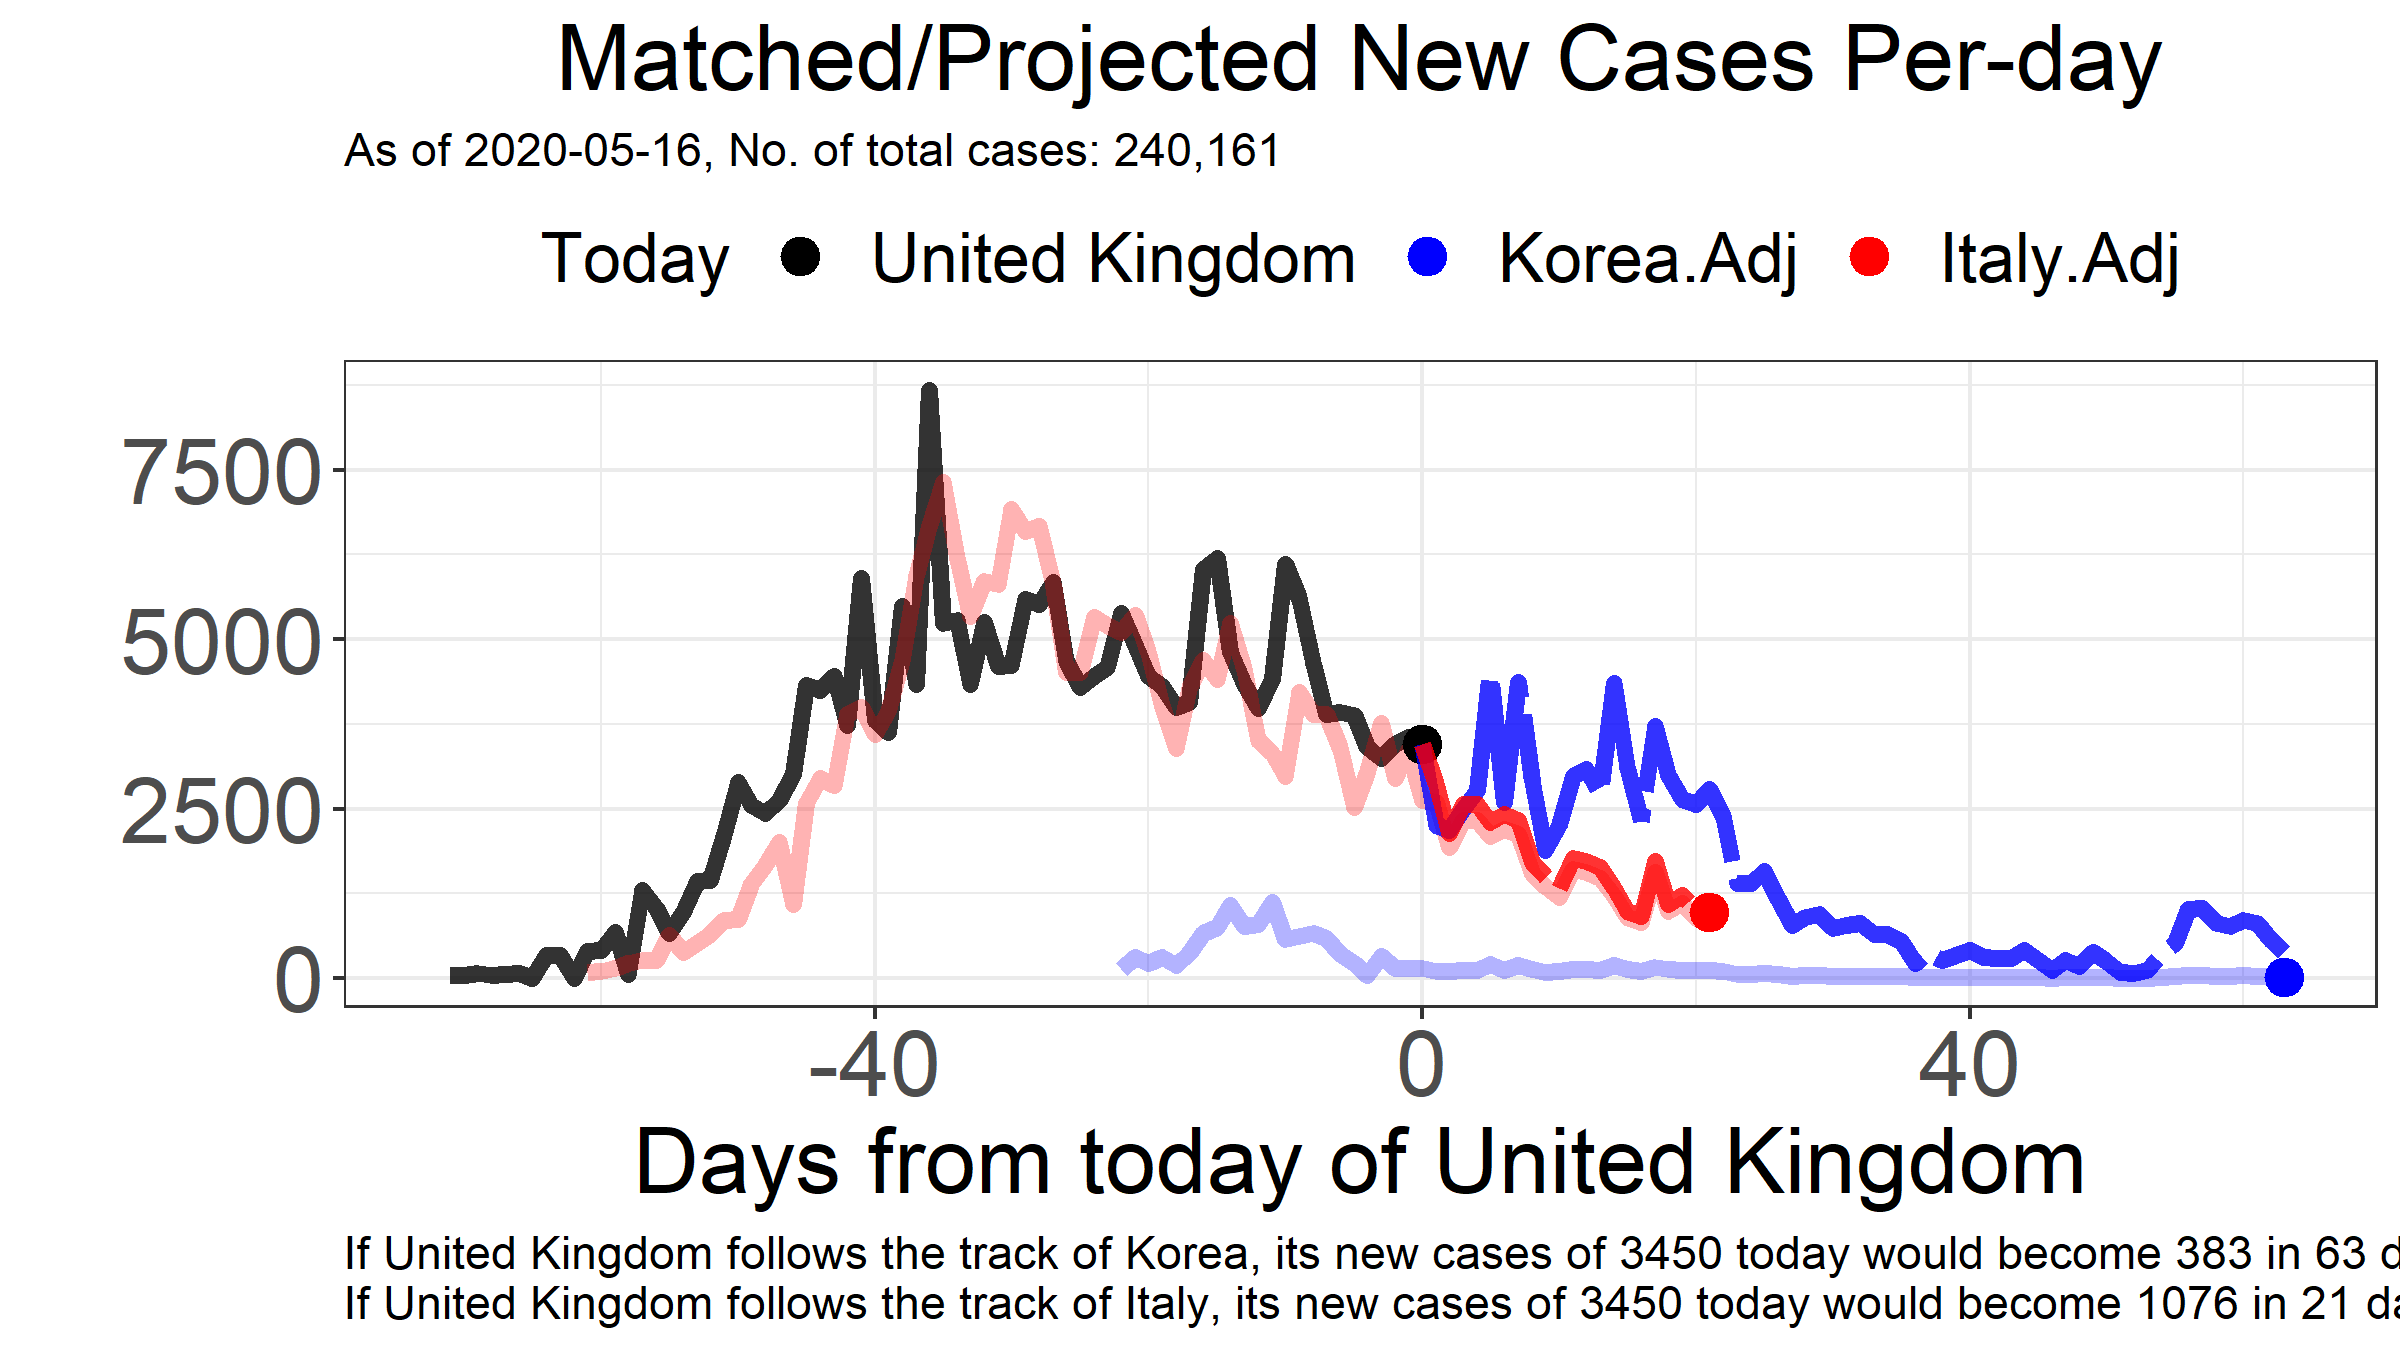 Matched/Projected New Cases Per-day
As of 2020-05-16, No. of total cases: 240,161
Today United Kingdom Korea.Adj Italy.Adj
7500
5000
2500
0
-40 0 40
Days from today of United Kingdom
If United Kingdom follows the track of Korea, its new cases of 3450 today would become 383 in 63
If United Kingdom follows the track of Italy, its new cases of 3450 today would become 1076 in 21